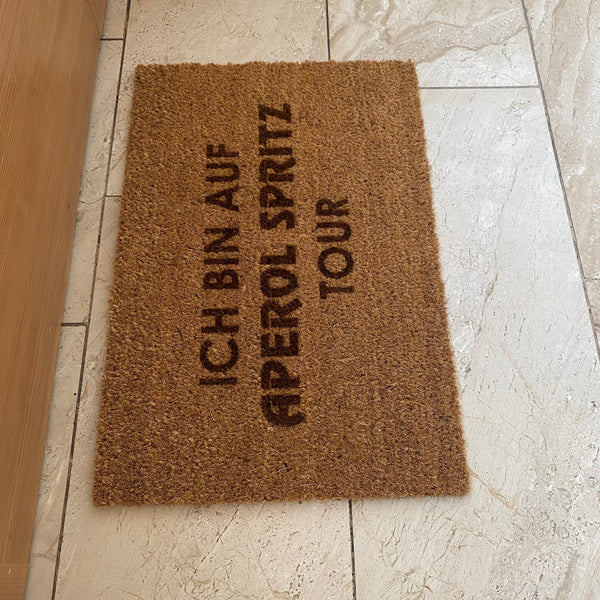 ICH BIN AUF
APEROL SPRITZ
TOUR